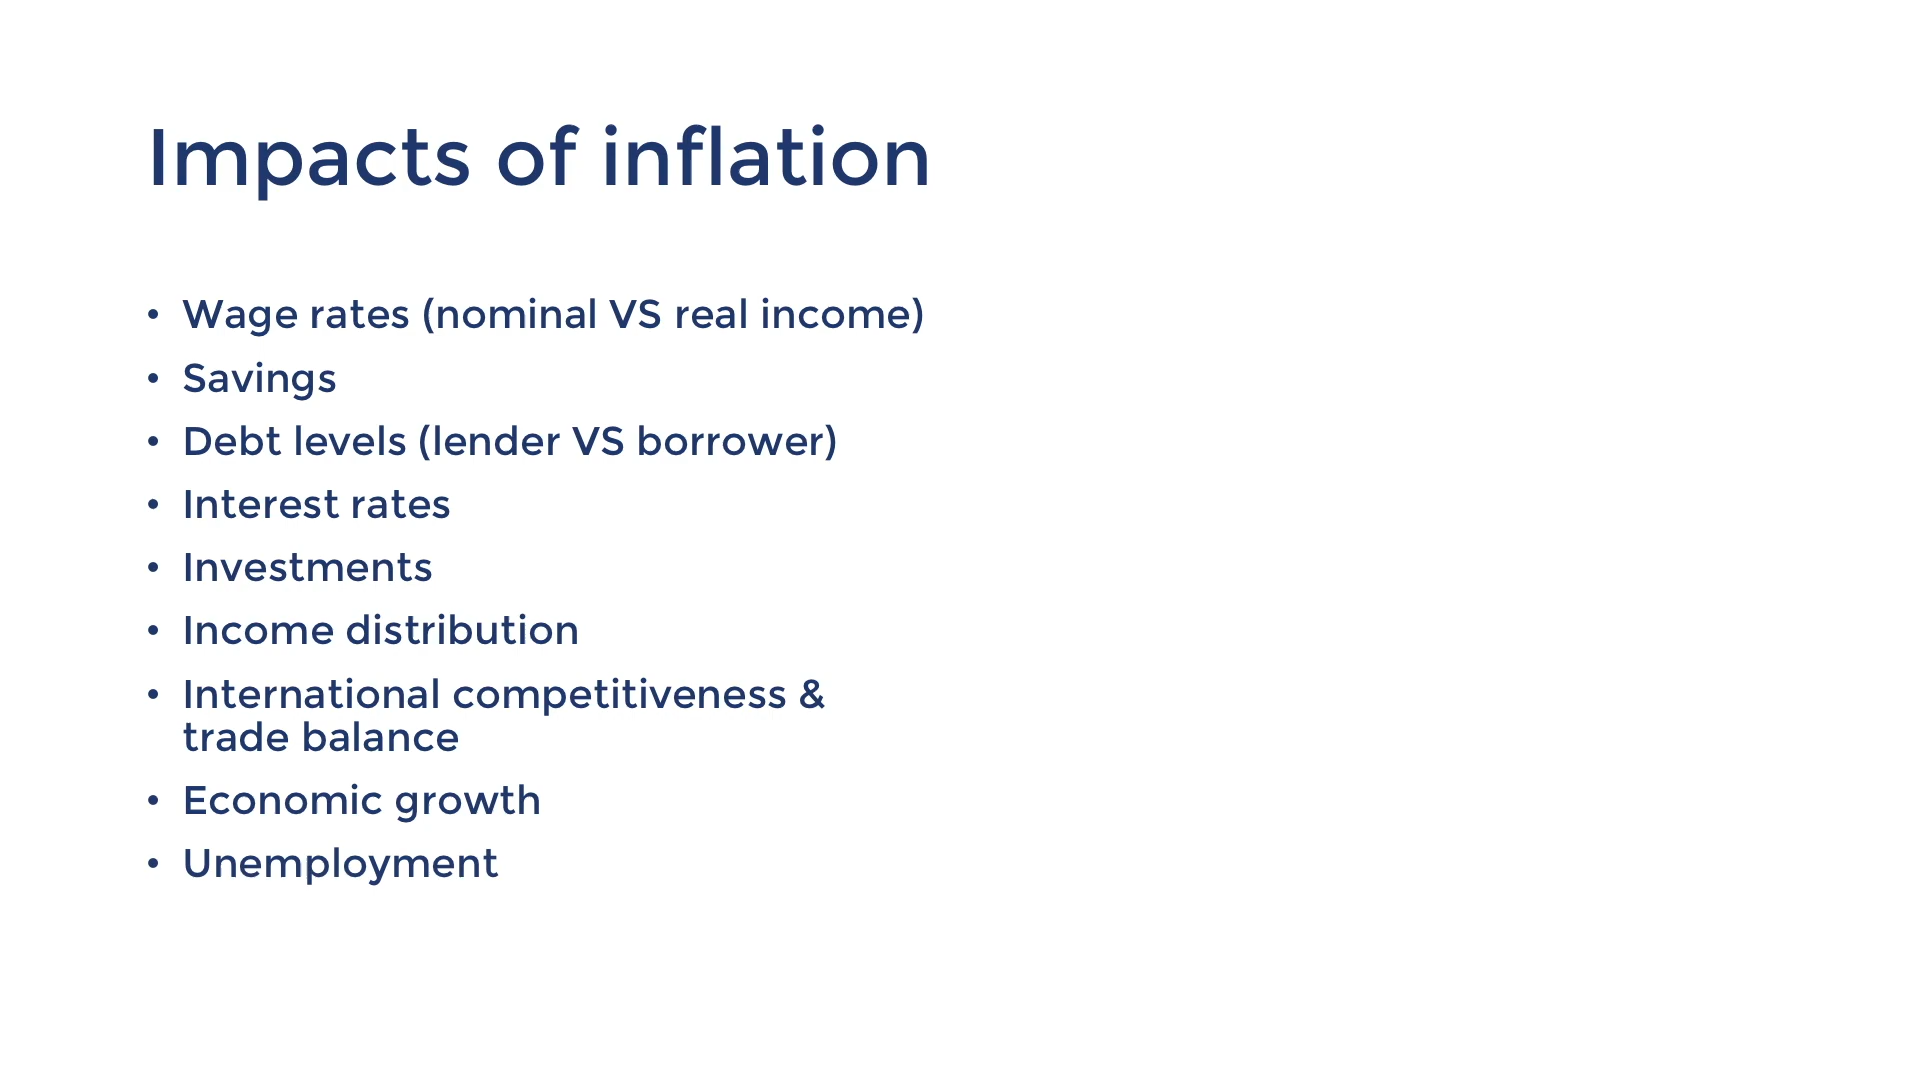 Impacts of inflation
• Wage rates (nominal VS real income)
• Savings
• Debt levels (lender VS borrower)
• Interest rates
• Investments
• Income distribution
• International competitiveness &
trade balance
• Economic growth
• Unemployment